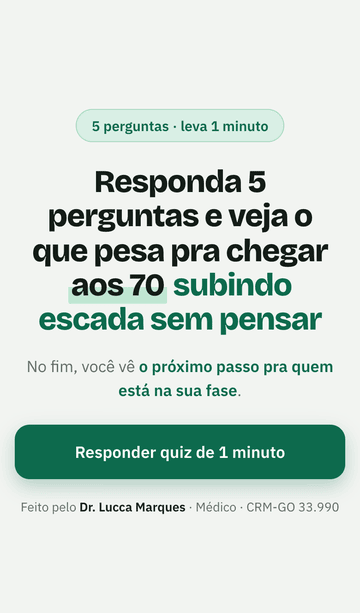 5 perguntas · leva 1 minuto
Responda 5
perguntas e veja o
que pesa pra chegar
aos 70 subindo
escada sem pensar
No fim, você vê o próximo passo pra quem
está na sua fase.
Responder quiz de 1 minuto
Feito pelo Dr. Lucca Marques · Médico · CRM-GO 33.990